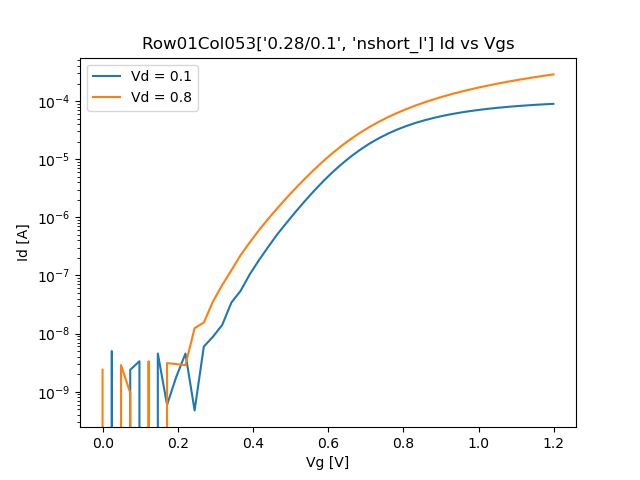 Row01Col053['0.28/0.1', 'nshort_l'] Id vs Vgs
Vd = 0.1
Vd = 0.8
Id [A]
10⁻⁴
10⁻⁵
10⁻⁶
10⁻⁷
10⁻⁸
10⁻⁹
0.0 0.2 0.4 0.6 0.8 1.0 1.2
Vg [V]